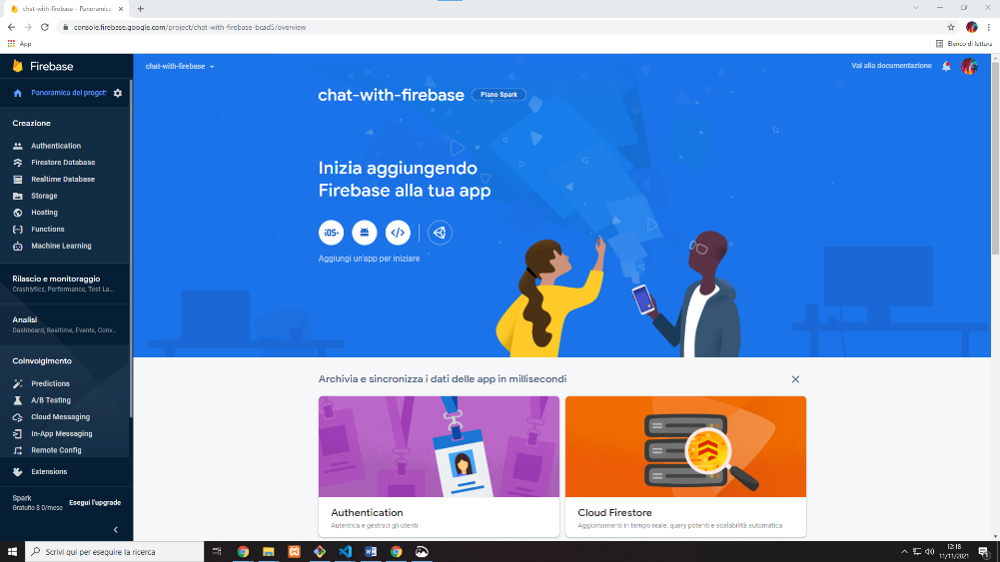 chat-with-firebase – Panoramica
console.firebase.google.com/project/chat-with-firebase-bcad5/overview
App
Elenco di lettura
Firebase
chat-with-firebase
Vai alla documentazione
Panoramica del proget
Creazione
Authentication
Firestore Database
Realtime Database
Storage
Hosting
Functions
Machine Learning
Rilascio e monitoraggio
Crashlytics, Performance, Test La...
Analisi
Dashboard, Realtime, Events, Conv...
Coinvolgimento
Predictions
A/B Testing
Cloud Messaging
In-App Messaging
Remote Config
Extensions
Spark
Gratuito $ 0/mese
Esegui l'upgrade
chat-with-firebase
Piano Spark
Inizia aggiungendo
Firebase alla tua app
iOS+
Aggiungi un'app per iniziare
Archivia e sincronizza i dati delle app in millisecondi
Authentication
Autentica e gestisci gli utenti
Cloud Firestore
Aggiornamenti in tempo reale, query potenti e scalabilità automatica
Scrivi qui per eseguire la ricerca
12:18
11/11/2021